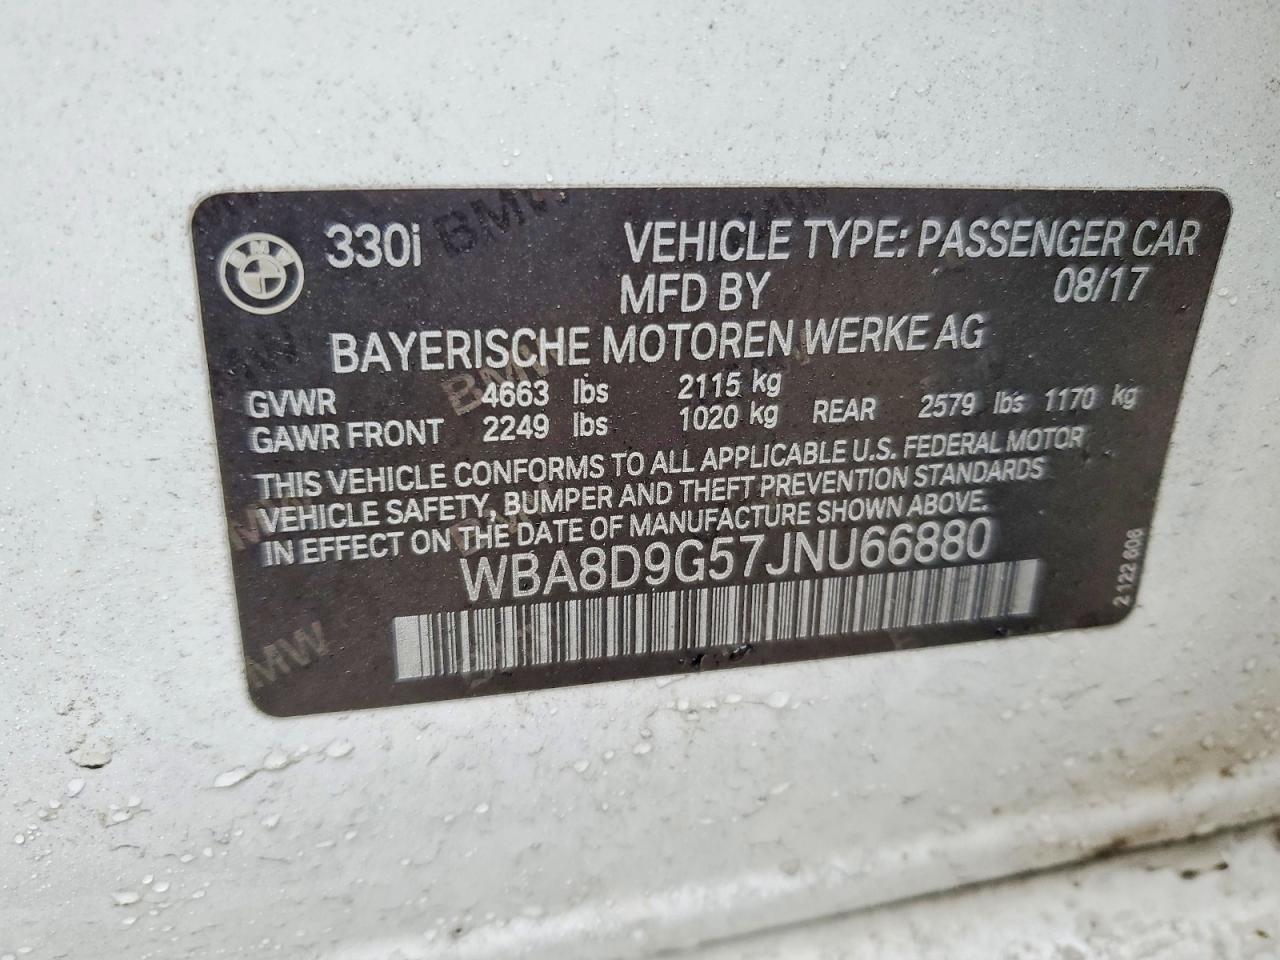 BMW
330i
VEHICLE TYPE: PASSENGER CAR
MFD BY 08/17
BAYERISCHE MOTOREN WERKE AG
GVWR 4663 lbs 2115 kg
GAWR FRONT 2249 lbs 1020 kg REAR 2579 lbs 1170 kg
THIS VEHICLE CONFORMS TO ALL APPLICABLE U.S. FEDERAL MOTOR
VEHICLE SAFETY, BUMPER AND THEFT PREVENTION STANDARDS
IN EFFECT ON THE DATE OF MANUFACTURE SHOWN ABOVE.
WBA8D9G57JNU66880
2 122 606